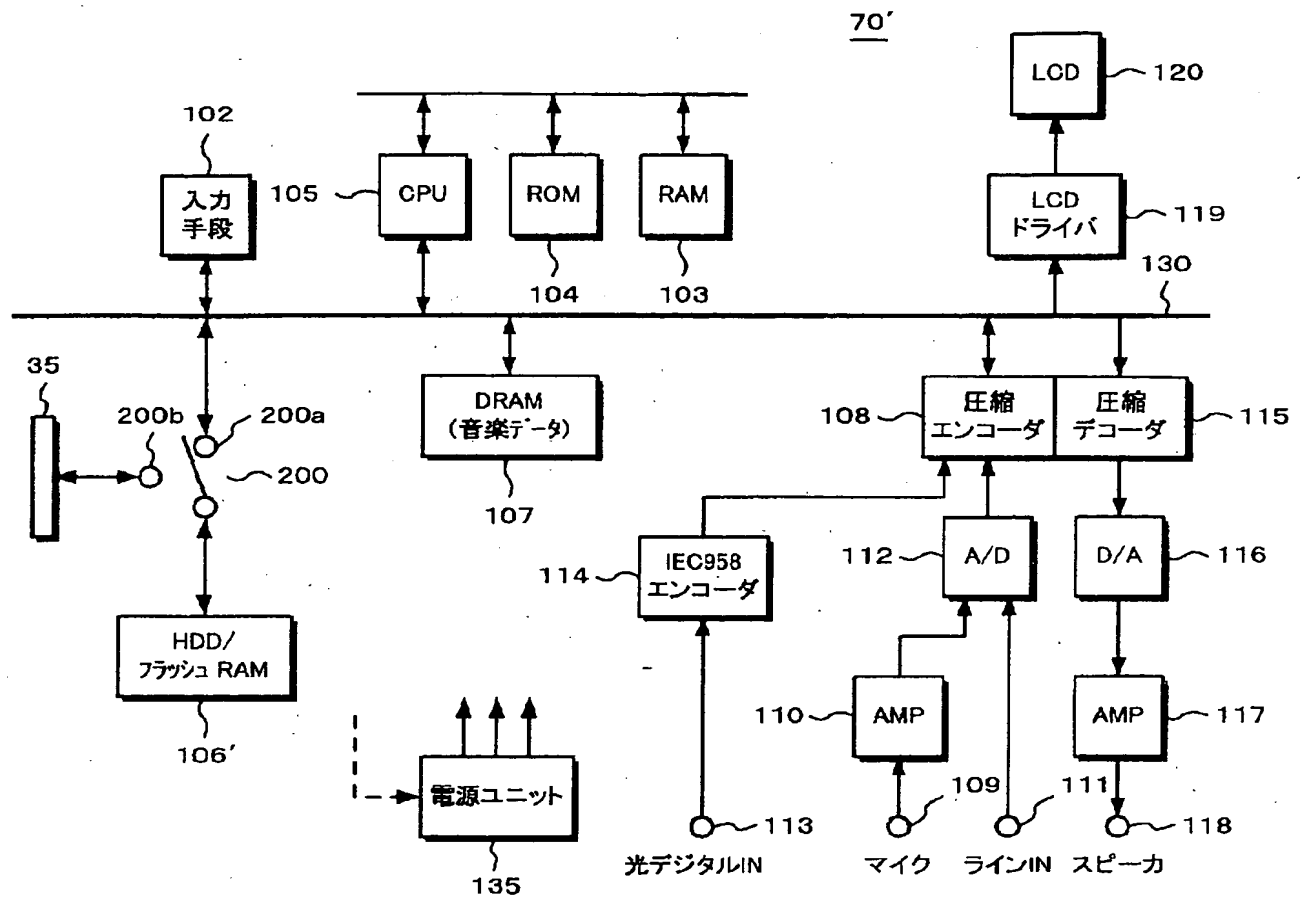 70′
LCD
120
102
入力
手段
105
CPU
ROM
RAM
104
103
LCD
ドライバ
119
130
35
200b
200a
200
DRAM
(音楽データ)
107
108
圧縮
エンコーダ
圧縮
デコーダ
115
114
IEC958
エンコーダ
112
A/D
D/A
116
HDD/
フラッシュ RAM
106′
110
AMP
AMP
117
電源ユニット
135
113
109
111
118
光デジタルIN
マイク
ラインIN
スピーカ